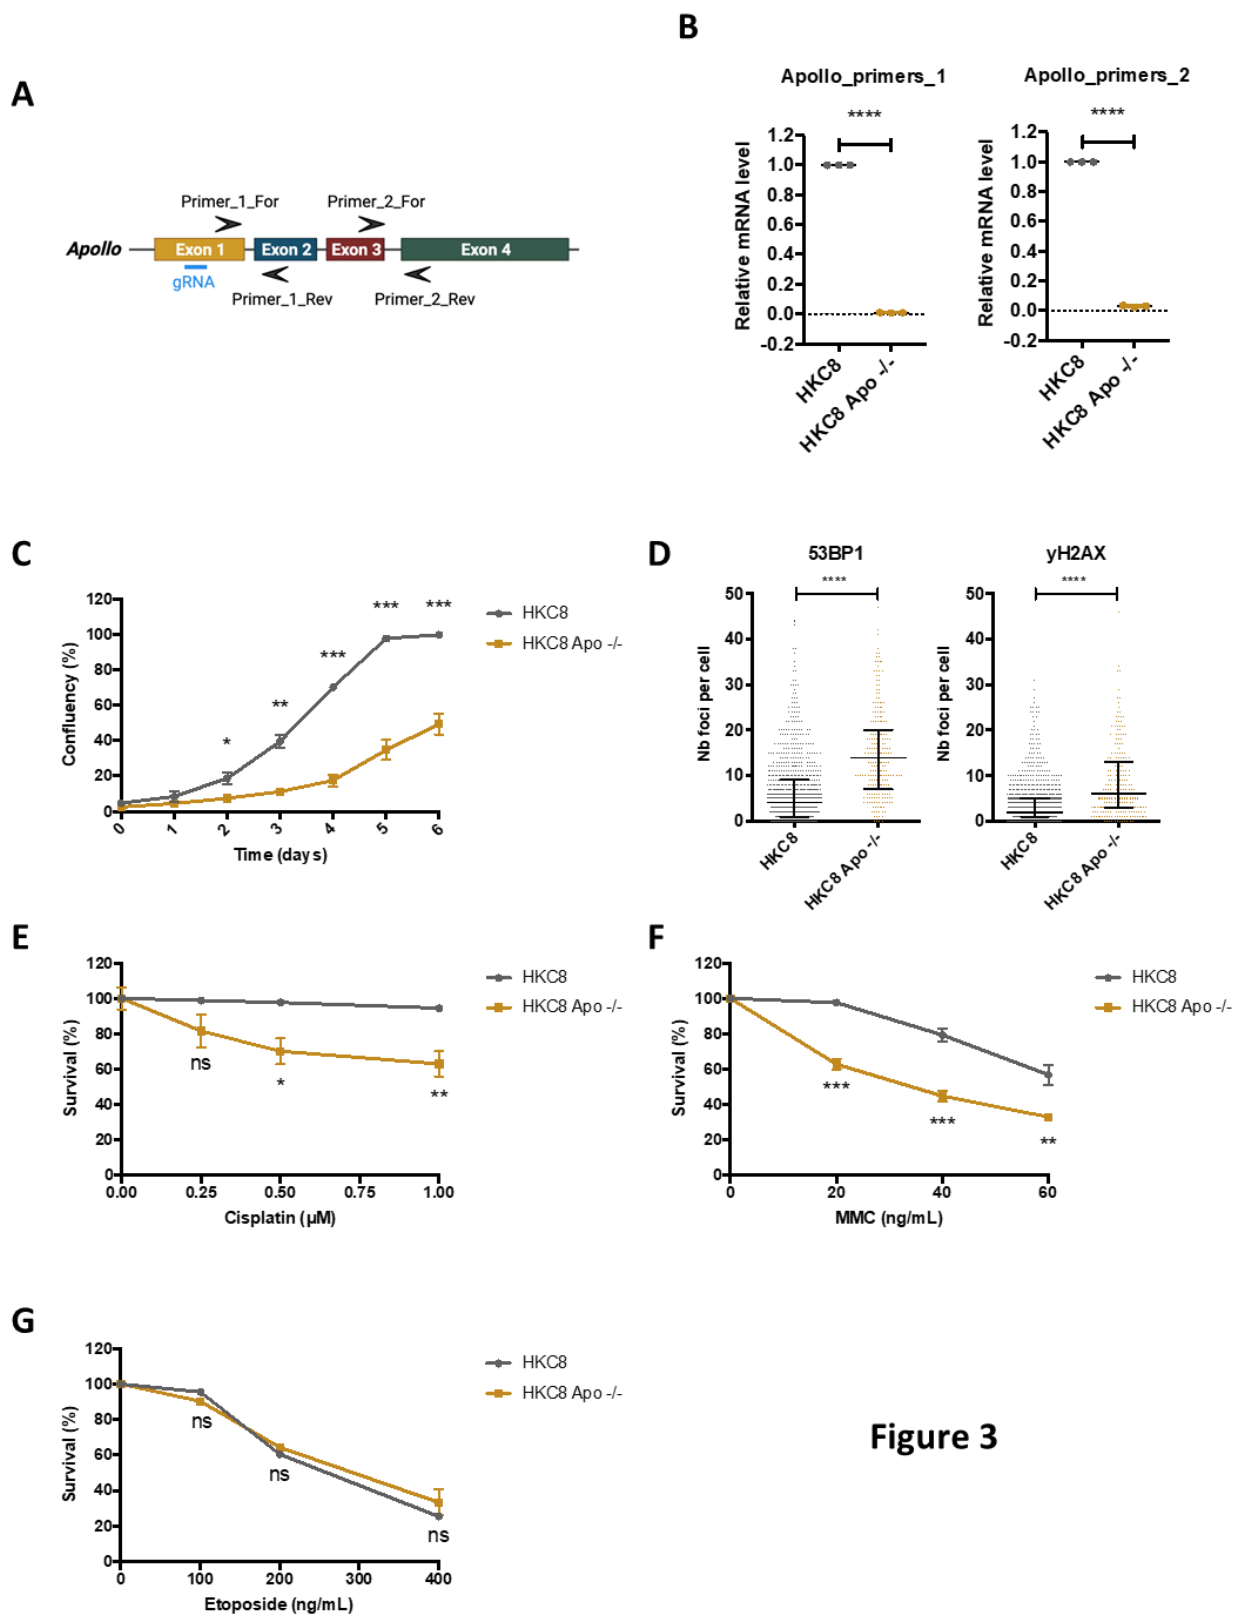 A
Primer_1_For
Primer_2_For
Apollo
Exon 1
Exon 2
Exon 3
Exon 4
gRNA
Primer_1_Rev
Primer_2_Rev
B
Apollo_primers_1
****
Relative mRNA level
1.2
1.0
0.8
0.6
0.4
0.2
0.0
-0.2
HKC8
HKC8 Apo -/-
Apollo_primers_2
****
Relative mRNA level
1.2
1.0
0.8
0.6
0.4
0.2
0.0
-0.2
HKC8
HKC8 Apo -/-
C
Confluency (%)
120
100
80
60
40
20
0
* ** *** *** ***
0 1 2 3 4 5 6
Time (days)
HKC8
HKC8 Apo -/-
D
53BP1
****
Nb foci per cell
50
40
30
20
10
0
HKC8
HKC8 Apo -/-
yH2AX
****
Nb foci per cell
50
40
30
20
10
0
HKC8
HKC8 Apo -/-
E
Survival (%)
120
100
80
60
40
20
0
ns
*
**
0.00 0.25 0.50 0.75 1.00
Cisplatin (µM)
HKC8
HKC8 Apo -/-
F
Survival (%)
120
100
80
60
40
20
0
***
***
**
0 20 40 60
MMC (ng/mL)
HKC8
HKC8 Apo -/-
G
Survival (%)
120
100
80
60
40
20
0
ns
ns
ns
0 100 200 300 400
Etoposide (ng/mL)
HKC8
HKC8 Apo -/-
Figure 3